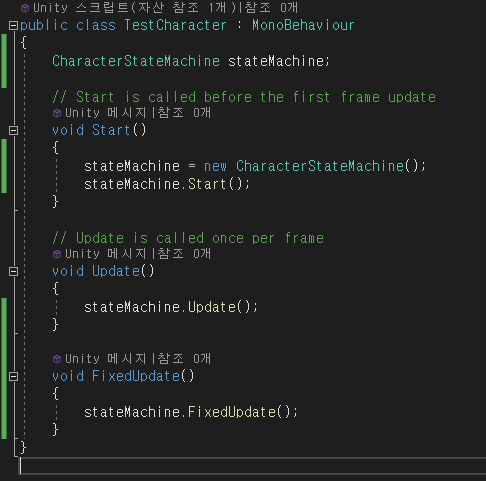 Unity 스크립트(자산 참조 1개)|참조 0개
public class TestCharacter : MonoBehaviour
{
CharacterStateMachine stateMachine;
// Start is called before the first frame update
Unity 메시지|참조 0개
void Start()
{
stateMachine = new CharacterStateMachine();
stateMachine.Start();
}
// Update is called once per frame
Unity 메시지|참조 0개
void Update()
{
stateMachine.Update();
}
Unity 메시지|참조 0개
void FixedUpdate()
{
stateMachine.FixedUpdate();
}
}